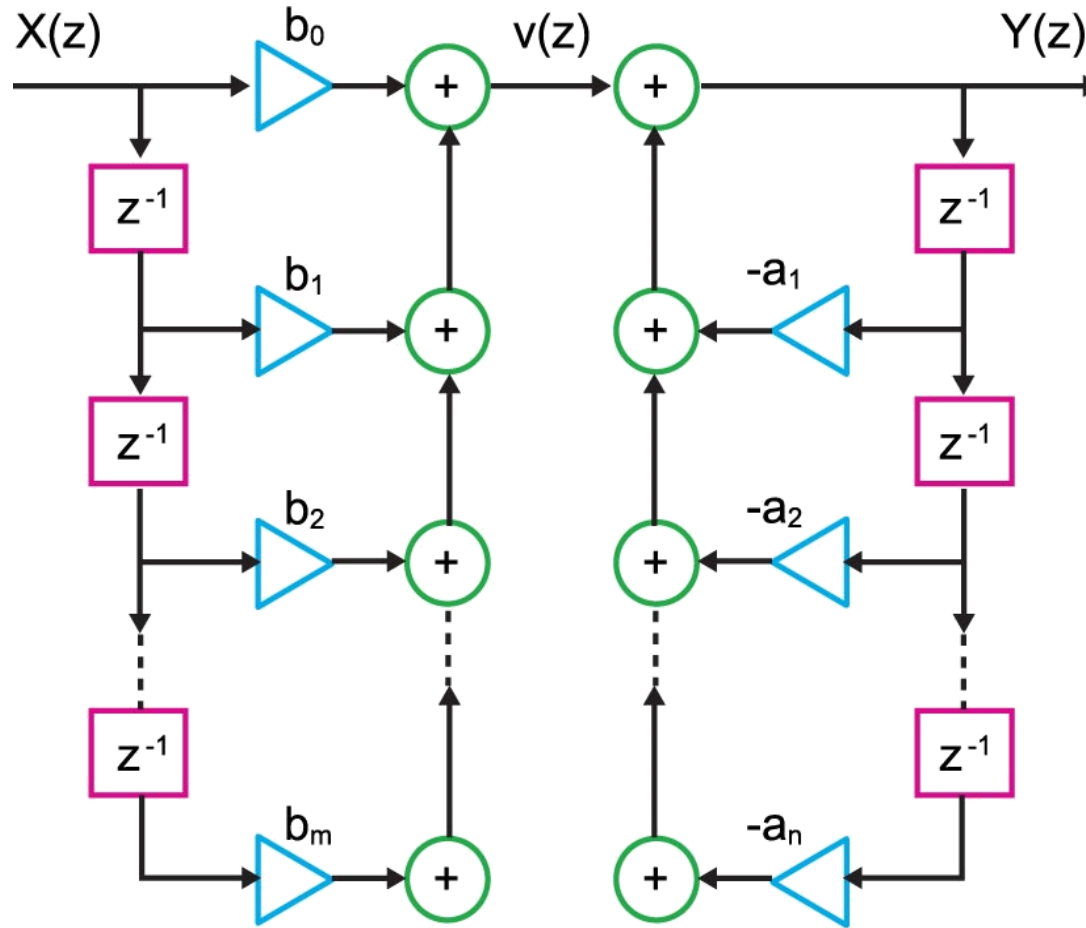 X(z) b₀ v(z) Y(z)
+ +
z⁻¹ z⁻¹
b₁ -a₁
+ +
z⁻¹ z⁻¹
b₂ -a₂
+ +
z⁻¹ z⁻¹
bₘ -aₙ
+ +